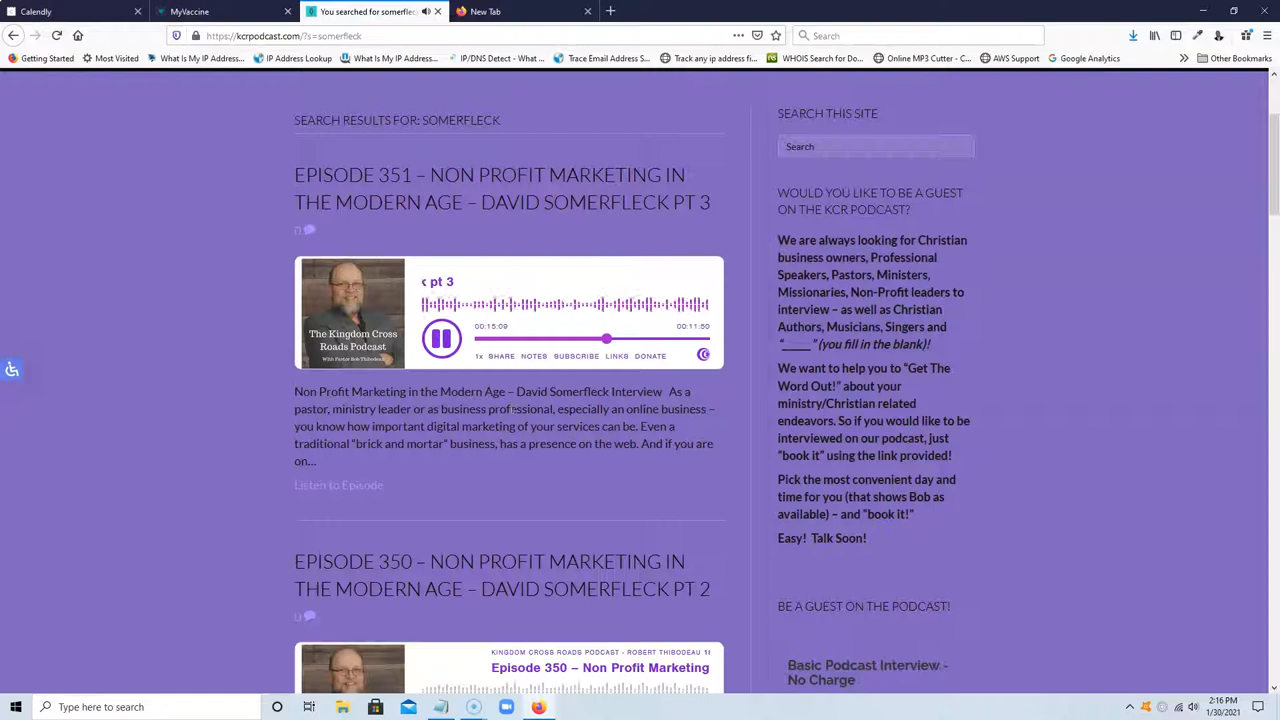 Calendly
MyVaccine
You searched for somerfleck
New Tab
https://kcrpodcast.com/?s=somerfleck
Search
Getting Started
Most Visited
What Is My IP Address...
IP Address Lookup
What Is My IP Address...
IP/DNS Detect - What ...
Trace Email Address S...
Track any ip address fi...
WHOIS Search for Do...
Online MP3 Cutter - C...
AWS Support
Google Analytics
Other Bookmarks
SEARCH RESULTS FOR: SOMERFLECK
EPISODE 351 – NON PROFIT MARKETING IN
THE MODERN AGE – DAVID SOMERFLECK PT 3
pt 3
00:15:09
00:11:50
1x SHARE NOTES SUBSCRIBE LINKS DONATE
The Kingdom Cross
Roads Podcast
With Pastor Bob Thibodeau
Non Profit Marketing in the Modern Age – David Somerfleck Interview As a
pastor, ministry leader or as business professional, especially an online business –
you know how important digital marketing of your services can be. Even a
traditional “brick and mortar” business, has a presence on the web. And if you are
on...
Listen to Episode
EPISODE 350 – NON PROFIT MARKETING IN
THE MODERN AGE – DAVID SOMERFLECK PT 2
KINGDOM CROSS ROADS PODCAST - ROBERT THIBODEAU
Episode 350 – Non Profit Marketing
SEARCH THIS SITE
Search
WOULD YOU LIKE TO BE A GUEST
ON THE KCR PODCAST?
We are always looking for Christian
business owners, Professional
Speakers, Pastors, Ministers,
Missionaries, Non-Profit leaders to
interview – as well as Christian
Authors, Musicians, Singers and
“_____” (you fill in the blank)!
We want to help you to “Get The
Word Out!” about your
ministry/Christian related
endeavors. So if you would like to be
interviewed on our podcast, just
“book it” using the link provided!
Pick the most convenient day and
time for you (that shows Bob as
available) – and “book it!”
Easy! Talk Soon!
BE A GUEST ON THE PODCAST!
Basic Podcast Interview -
No Charge
Type here to search
2:16 PM
1/30/2021